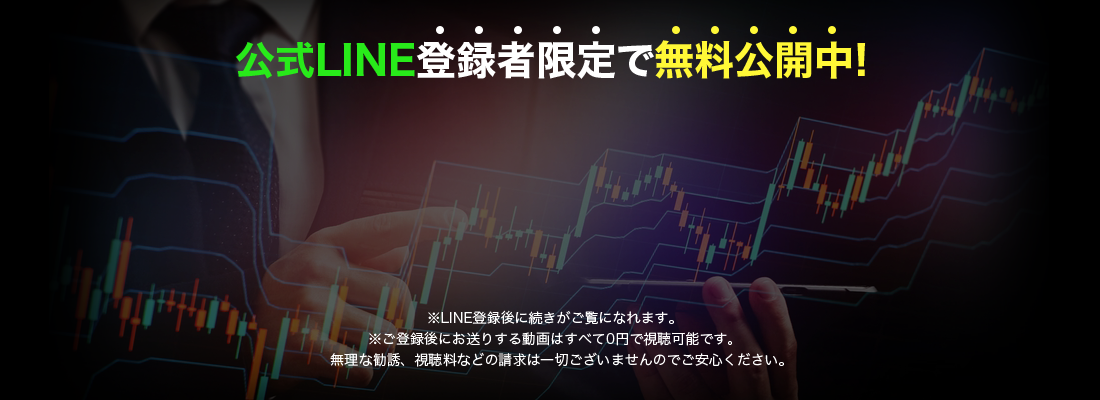 公式LINE登録者限定で無料公開中!
※LINE登録後に続きがご覧になれます。
※ご登録後にお送りする動画はすべて0円で視聴可能です。
無理な勧誘、視聴料などの請求は一切ございませんのでご安心ください。